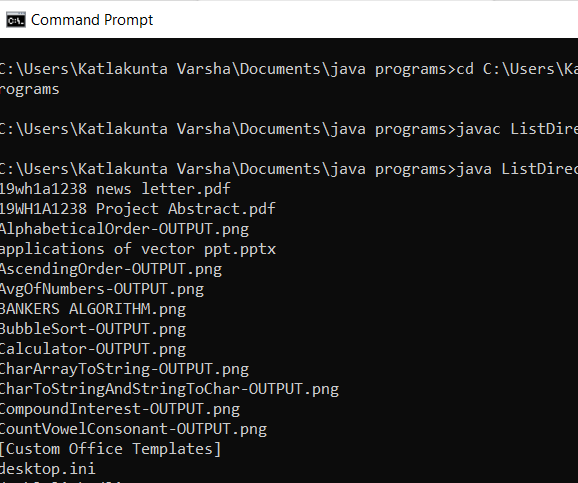 Command Prompt
C:\Users\Katlakunta Varsha\Documents\java programs>cd C:\Users\Ka
rograms
C:\Users\Katlakunta Varsha\Documents\java programs>javac ListDire
C:\Users\Katlakunta Varsha\Documents\java programs>java ListDirec
19wh1a1238 news letter.pdf
19WH1A1238 Project Abstract.pdf
AlphabeticalOrder-OUTPUT.png
applications of vector ppt.pptx
AscendingOrder-OUTPUT.png
AvgOfNumbers-OUTPUT.png
BANKERS ALGORITHM.png
BubbleSort-OUTPUT.png
Calculator-OUTPUT.png
CharArrayToString-OUTPUT.png
CharToStringAndStringToChar-OUTPUT.png
CompoundInterest-OUTPUT.png
CountVowelConsonant-OUTPUT.png
[Custom Office Templates]
desktop.ini